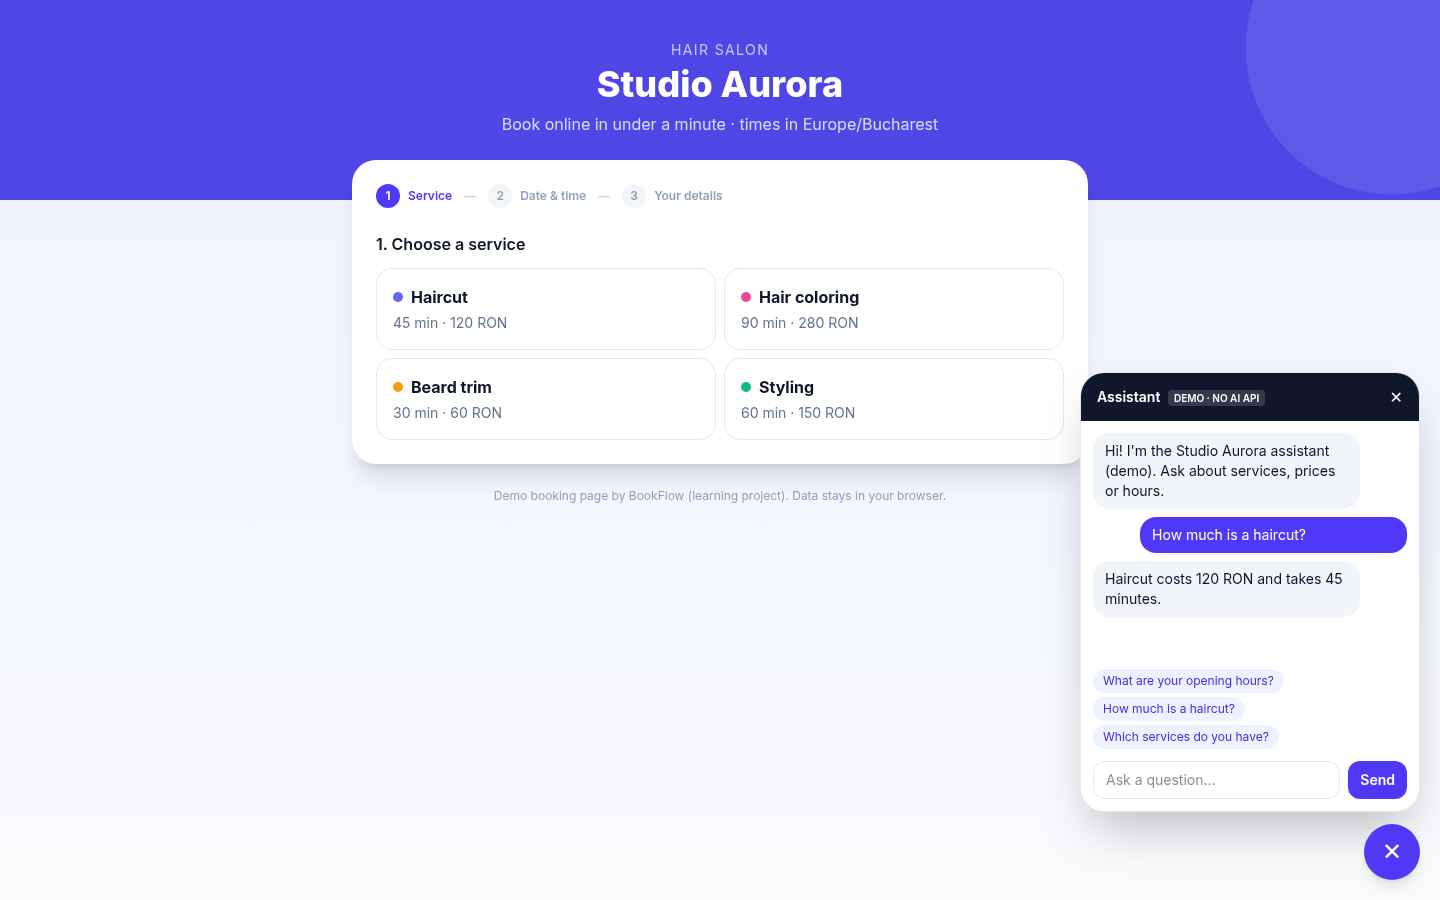 HAIR SALON
Studio Aurora
Book online in under a minute · times in Europe/Bucharest
1 Service — 2 Date & time — 3 Your details
1. Choose a service
Haircut
45 min · 120 RON
Hair coloring
90 min · 280 RON
Beard trim
30 min · 60 RON
Styling
60 min · 150 RON
Demo booking page by BookFlow (learning project). Data stays in your browser.
Assistant DEMO · NO AI API ✕
Hi! I'm the Studio Aurora assistant
(demo). Ask about services, prices
or hours.
How much is a haircut?
Haircut costs 120 RON and takes 45
minutes.
What are your opening hours?
How much is a haircut?
Which services do you have?
Ask a question...
Send
✕